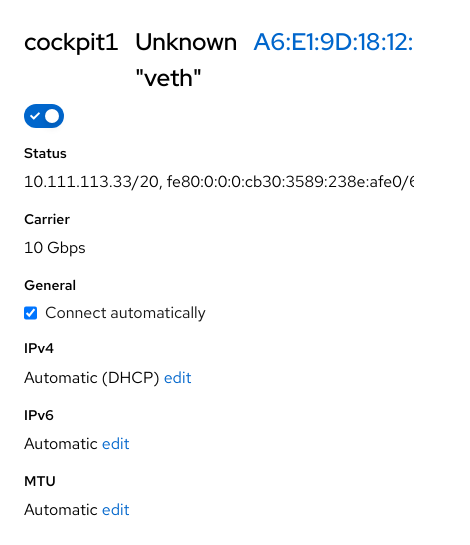 cockpit1 Unknown "veth" A6:E1:9D:18:12:
Status
10.111.113.33/20, fe80:0:0:0:cb30:3589:238e:afe0/6
Carrier
10 Gbps
General
Connect automatically
IPv4
Automatic (DHCP) edit
IPv6
Automatic edit
MTU
Automatic edit